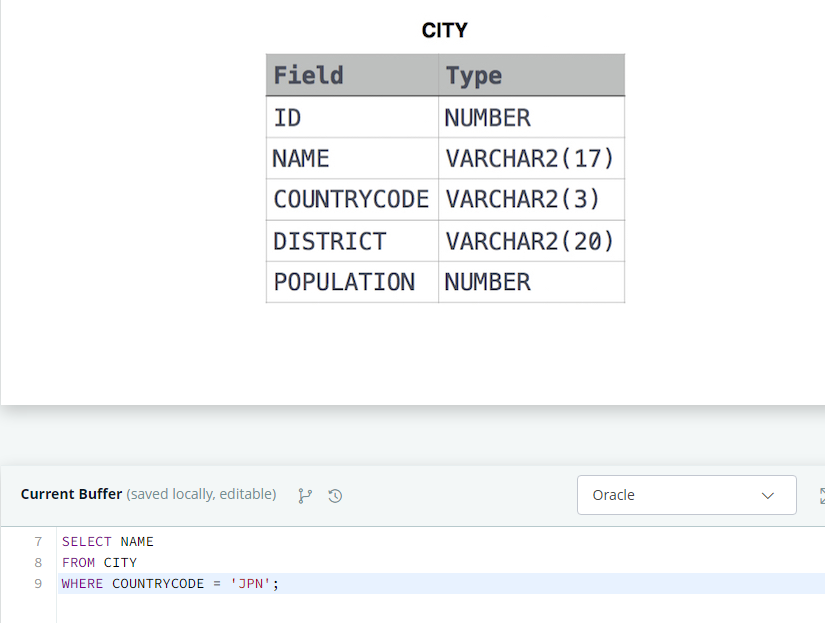 CITY
Field Type
ID NUMBER
NAME VARCHAR2(17)
COUNTRYCODE VARCHAR2(3)
DISTRICT VARCHAR2(20)
POPULATION NUMBER
Current Buffer (saved locally, editable) Oracle
7 SELECT NAME
8 FROM CITY
9 WHERE COUNTRYCODE = 'JPN';